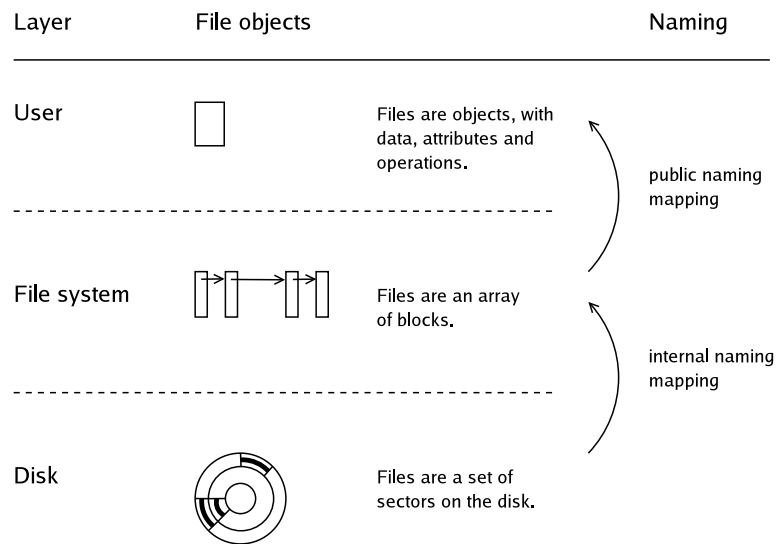 Layer File objects Naming
User
Files are objects, with
data, attributes and
operations.
public naming
mapping
File system
Files are an array
of blocks.
internal naming
mapping
Disk
Files are a set of
sectors on the disk.